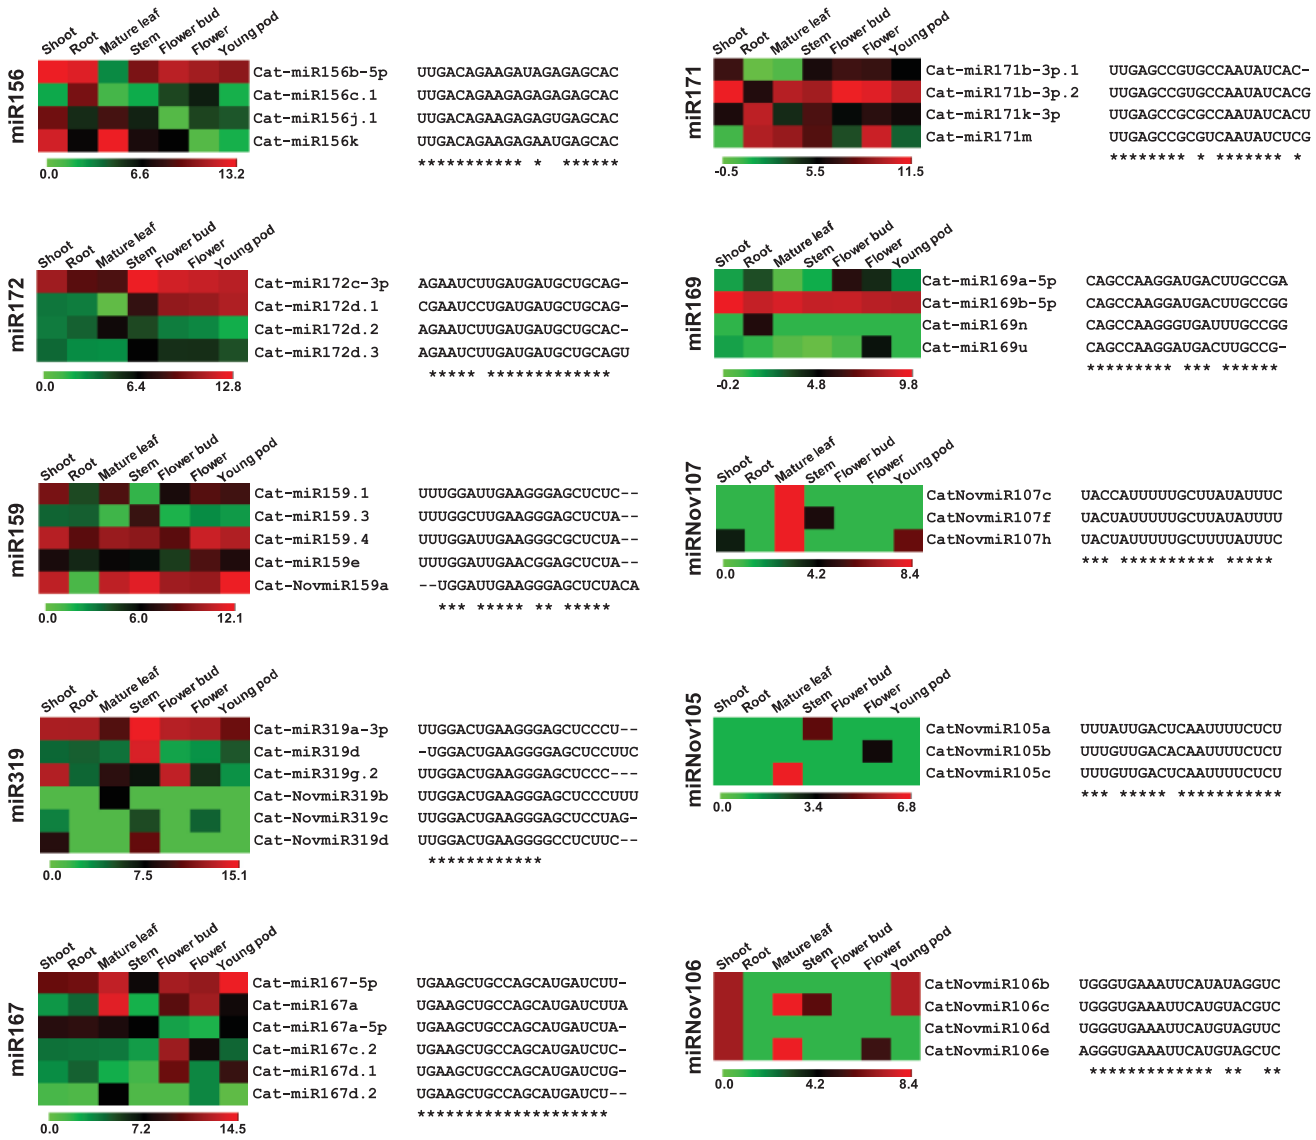 miR156
Shoot Root Mature leaf Stem Flower bud Flower Young pod
Cat-miR156b-5p UUGACAGAAGAUAGAGAGCAC
Cat-miR156c.1 UUGACAGAAGAGAGAGAGCAC
Cat-miR156j.1 UUGACAGAAGAGAGUGAGCAC
Cat-miR156k UUGACAGAAGAGAAUGAGCAC
*********** * ******
0.0 6.6 13.2
miR172
Shoot Root Mature leaf Stem Flower bud Flower Young pod
Cat-miR172c-3p AGAAUCUUGAUGAUGCUGCAG-
Cat-miR172d.1 CGAAUCCUGAUGAUGCUGCAG-
Cat-miR172d.2 AGAAUCUUGAUGAUGCUGCAC-
Cat-miR172d.3 AGAAUCUUGAUGAUGCUGCAGU
***** *************
0.0 6.4 12.8
miR159
Shoot Root Mature leaf Stem Flower bud Flower Young pod
Cat-miR159.1 UUUGGAUUGAAGGGAGCUCUC--
Cat-miR159.3 UUUGGCUUGAAGGGAGCUCUA--
Cat-miR159.4 UUUGGAUUGAAGGGCGCUCUA--
Cat-miR159e UUUGGAUUGAACGGAGCUCUA--
Cat-NovmiR159a --UGGAUUGAAGGGAGCUCUACA
*** ***** ** *****
0.0 6.0 12.1
miR319
Shoot Root Mature leaf Stem Flower bud Flower Young pod
Cat-miR319a-3p UUGGACUGAAGGGAGCUCCCU--
Cat-miR319d -UGGACUGAAGGGGAGCUCCUUC
Cat-miR319g.2 UUGGACUGAAGGGAGCUCCC---
Cat-NovmiR319b UUGGACUGAAGGGAGCUCCCUUU
Cat-NovmiR319c UUGGACUGAAGGGAGCUCCUAG-
Cat-NovmiR319d UUGGACUGAAGGGGCCUCUUC--
************
0.0 7.5 15.1
miR167
Shoot Root Mature leaf Stem Flower bud Flower Young pod
Cat-miR167-5p UGAAGCUGCCAGCAUGAUCUU-
Cat-miR167a UGAAGCUGCCAGCAUGAUCUUA
Cat-miR167a-5p UGAAGCUGCCAGCAUGAUCUA-
Cat-miR167c.2 UGAAGCUGCCAGCAUGAUCUC-
Cat-miR167d.1 UGAAGCUGCCAGCAUGAUCUG-
Cat-miR167d.2 UGAAGCUGCCAGCAUGAUCU--
********************
0.0 7.2 14.5
miR171
Shoot Root Mature leaf Stem Flower bud Flower Young pod
Cat-miR171b-3p.1 UUGAGCCGUGCCAAUAUCAC-
Cat-miR171b-3p.2 UUGAGCCGUGCCAAUAUCACG
Cat-miR171k-3p UUGAGCCGCGCCAAUAUCACU
Cat-miR171m UUGAGCCGCGUCAAUAUCUCG
******** * ******* *
-0.5 5.5 11.5
miR169
Shoot Root Mature leaf Stem Flower bud Flower Young pod
Cat-miR169a-5p CAGCCAAGGAUGACUUGCCGA
Cat-miR169b-5p CAGCCAAGGAUGACUUGCCGG
Cat-miR169n CAGCCAAGGGUGAUUUGCCGG
Cat-miR169u CAGCCAAGGAUGACUUGCCG-
********* *** ******
-0.2 4.8 9.8
miRNov107
Shoot Root Mature leaf Stem Flower bud Flower Young pod
CatNovmiR107c UACCAUUUUUGCUUAUAUUUC
CatNovmiR107f UACUAUUUUUGCUUAUAUUUU
CatNovmiR107h UACUAUUUUUGCUUUUAUUUC
*** ********** *****
0.0 4.2 8.4
miRNov105
Shoot Root Mature leaf Stem Flower bud Flower Young pod
CatNovmiR105a UUUAUUGACUCAAUUUUCUCU
CatNovmiR105b UUUGUUGACACAAUUUUCUCU
CatNovmiR105c UUUGUUGACUCAAUUUUCUCU
*** ***** ***********
0.0 3.4 6.8
miRNov106
Shoot Root Mature leaf Stem Flower bud Flower Young pod
CatNovmiR106b UGGGUGAAAUUCAUAUAGGUC
CatNovmiR106c UGGGUGAAAUUCAUGUACGUC
CatNovmiR106d UGGGUGAAAUUCAUGUAGUUC
CatNovmiR106e AGGGUGAAAUUCAUGUAGCUC
************* ** **
0.0 4.2 8.4